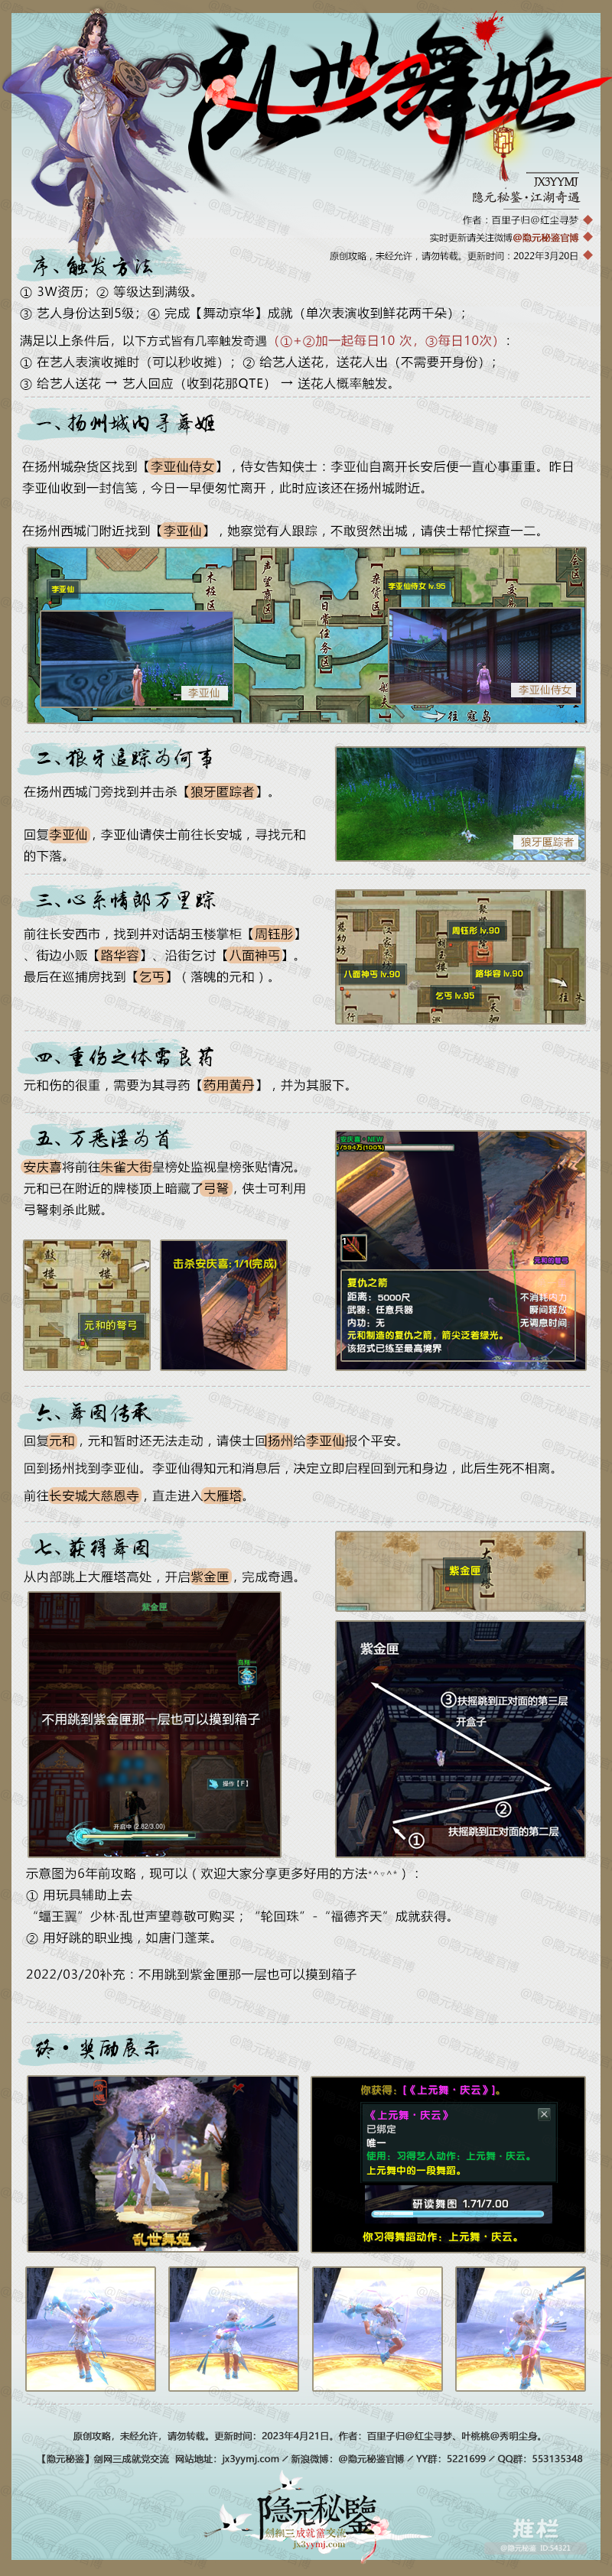 乱世舞姬
JX3YYMJ
隐元秘鉴·江湖奇遇
作者：百里子归@红尘寻梦
实时更新请关注微博@隐元秘鉴官博
原创攻略，未经允许，请勿转载。更新时间：2022年3月20日
序、触发方法
① 3W资历；② 等级达到满级。
③ 艺人身份达到5级；④ 完成【舞动京华】成就（单次表演收到鲜花两千朵）；
满足以上条件后，以下方式皆有几率触发奇遇（①+②加一起每日10 次，③每日10次）：
① 在艺人表演收摊时（可以秒收摊）；② 给艺人送花，送花人出（不需要开身份）；
③ 给艺人送花 → 艺人回应（收到花那QTE） → 送花人概率触发。
一、扬州城内寻舞姬
在扬州城杂货区找到【李亚仙侍女】，侍女告知侠士：李亚仙自离开长安后便一直心事重重。昨日
李亚仙收到一封信笺，今日一早便匆忙离开，此时应该还在扬州城附近。
在扬州西城门附近找到【李亚仙】，她察觉有人跟踪，不敢贸然出城，请侠士帮忙探查一二。
李亚仙
木桩区
声望商区
日常任务区
杂货区
李亚仙侍女 lv.95
李亚仙
李亚仙侍女
往 寇岛
二、狼牙追踪为何事
在扬州西城门旁找到并击杀【狼牙匿踪者】。
回复李亚仙，李亚仙请侠士前往长安城，寻找元和
的下落。
狼牙匿踪者
三、心系情郎万里踪
前往长安西市，找到并对话胡玉楼掌柜【周钰彤】
、街边小贩【路华容】、沿街乞讨【八面神丐】。
最后在巡捕房找到【乞丐】（落魄的元和）。
周钰彤 lv.90
胡玉楼
八面神丐 lv.90
路华容 lv.90
乞丐 lv.95
四、重伤之体需良药
元和伤的很重，需要为其寻药【药用黄丹】，并为其服下。
五、万恶淫为首
安庆喜将前往朱雀大街皇榜处监视皇榜张贴情况。
元和已在附近的牌楼顶上暗藏了弓弩，侠士可利用
弓弩刺杀此贼。
鼓楼
钟楼
元和的弩弓
击杀安庆喜：1/1(完成)
复仇之箭
距离：5000尺
不消耗内力
武器：任意兵器
瞬间释放
内功：无
无调息时间
元和制造的复仇之箭，箭尖泛着绿光。
该招式已练至最高境界
六、舞图传承
回复元和，元和暂时还无法走动，请侠士回扬州给李亚仙报个平安。
回到扬州找到李亚仙。李亚仙得知元和消息后，决定立即启程回到元和身边，此后生死不相离。
前往长安城大慈恩寺，直走进入大雁塔。
七、获得舞图
从内部跳上大雁塔高处，开启紫金匣，完成奇遇。
大雁塔
紫金匣
紫金匣
不用跳到紫金匣那一层也可以摸到箱子
操作【F】
开启中 (2.82/3.00)
紫金匣
③扶摇跳到正对面的第三层
开盒子
②
扶摇跳到正对面的第二层
①
示意图为6年前攻略，现可以（欢迎大家分享更多好用的方法*^▽^*）：
① 用玩具辅助上去
“蝠王翼”少林·乱世声望尊敬可购买；“轮回珠”-“福德齐天”成就获得。
② 用好跳的职业拽，如唐门蓬莱。
2022/03/20补充：不用跳到紫金匣那一层也可以摸到箱子
终·奖励展示
乱世舞姬
你获得：[《上元舞·庆云》]。
《上元舞·庆云》
已绑定
唯一
使用：习得艺人动作：上元舞·庆云。
上元舞中的一段舞蹈。
研读舞图 1.71/7.00
你习得舞蹈动作：上元舞·庆云。
原创攻略，未经允许，请勿转载。更新时间：2023年4月21日。作者：百里子归@红尘寻梦、叶桃桃@秀明尘身。
【隐元秘鉴】剑网三成就党交流 网站地址：jx3yymj.com／新浪微博：@隐元秘鉴官博／YY群：5221699／QQ群：553135348
隐元秘鑒
剑网三成就党交流
jx3yymj.com
推栏
@隐元秘鉴 ID:54321